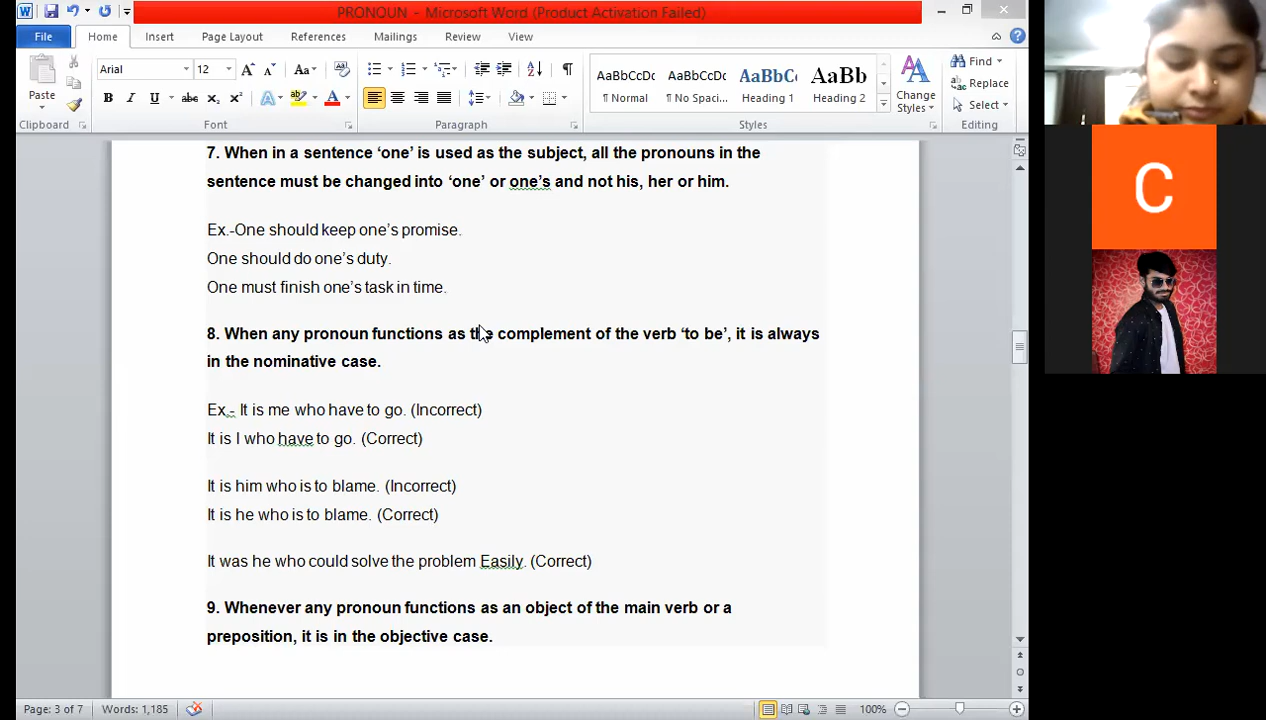 PRONOUN - Microsoft Word (Product Activation Failed)
File Home Insert Page Layout References Mailings Review View
Paste
Clipboard
Arial 12
Font
Paragraph
AaBbCcDc AaBbCcDc AaBbCc AaBb
¶ Normal ¶ No Spaci... Heading 1 Heading 2
Styles
Change Styles
Find
Replace
Select
Editing
7. When in a sentence ‘one’ is used as the subject, all the pronouns in the
sentence must be changed into ‘one’ or one’s and not his, her or him.
Ex.-One should keep one’s promise.
One should do one’s duty.
One must finish one’s task in time.
8. When any pronoun functions as the complement of the verb ‘to be’, it is always
in the nominative case.
Ex.- It is me who have to go. (Incorrect)
It is I who have to go. (Correct)
It is him who is to blame. (Incorrect)
It is he who is to blame. (Correct)
It was he who could solve the problem Easily. (Correct)
9. Whenever any pronoun functions as an object of the main verb or a
preposition, it is in the objective case.
Page: 3 of 7 Words: 1,185
100%
C